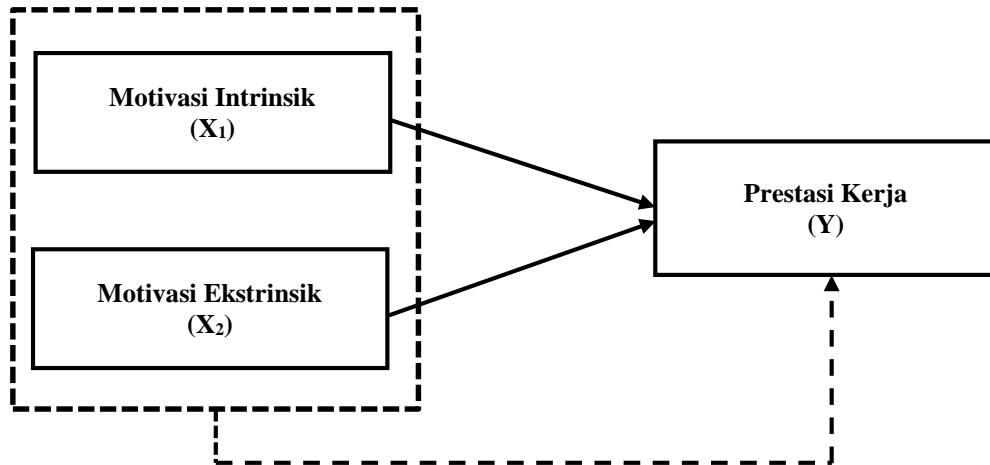 Motivasi Intrinsik
(X₁)
Prestasi Kerja
(Y)
Motivasi Ekstrinsik
(X₂)